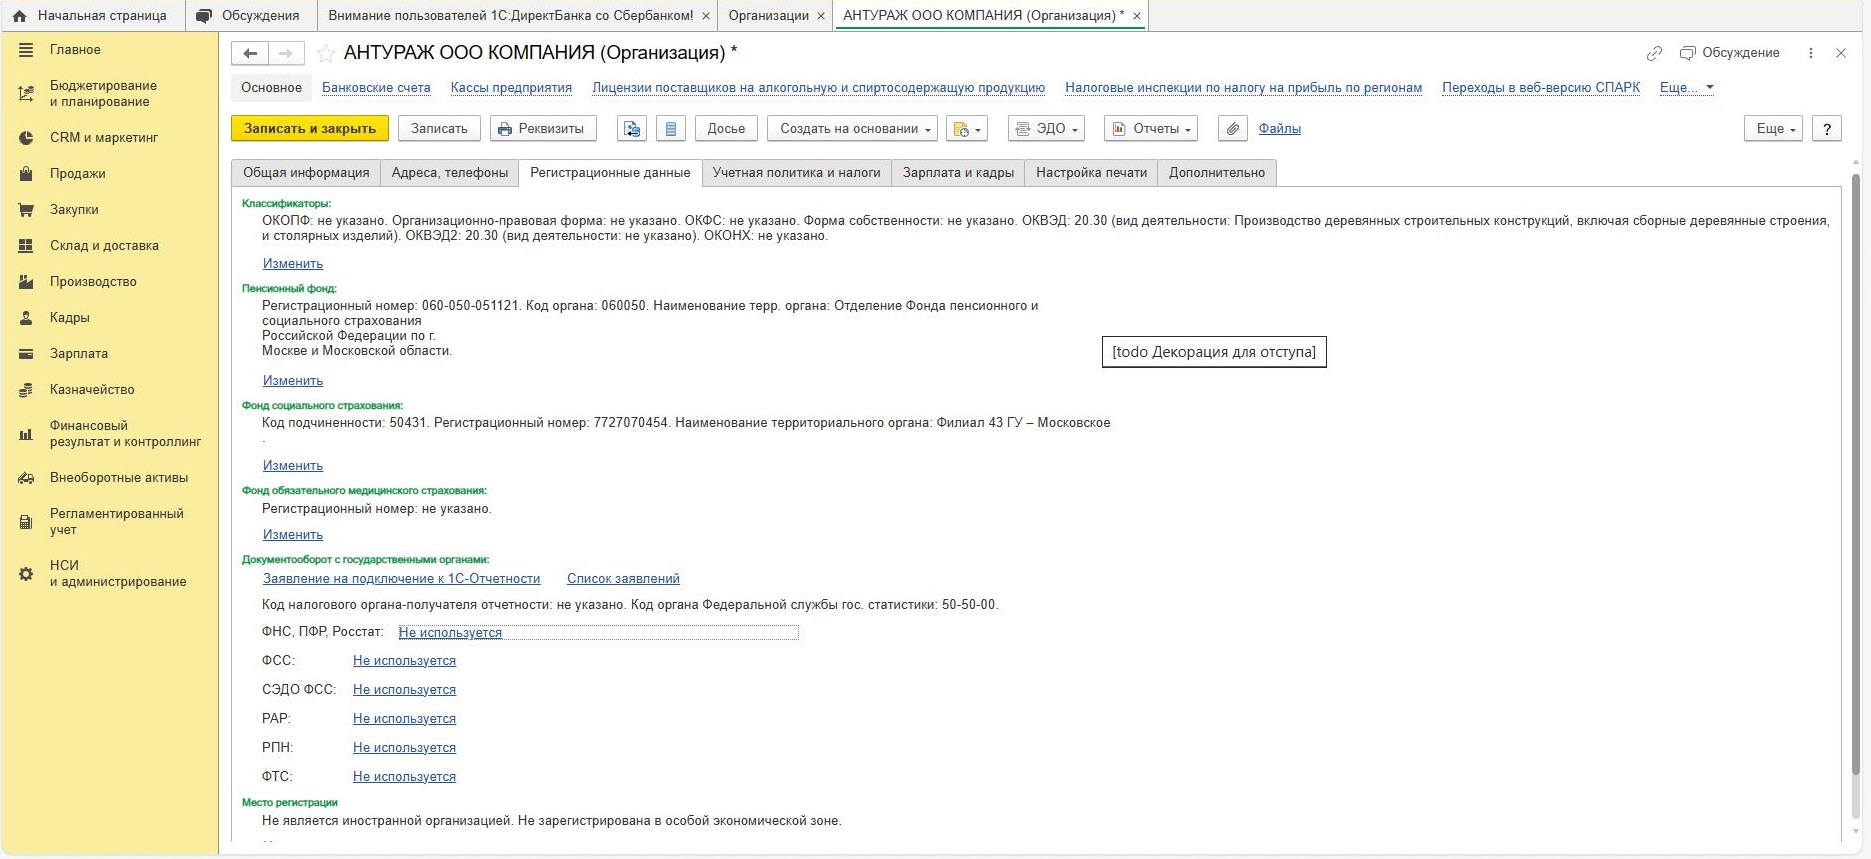 Начальная страница
Обсуждения
Внимание пользователей 1С:ДиректБанка со Сбербанком! ×
Организации ×
АНТУРАЖ ООО КОМПАНИЯ (Организация) * ×
Главное
Бюджетирование
и планирование
CRM и маркетинг
Продажи
Закупки
Склад и доставка
Производство
Кадры
Зарплата
Казначейство
Финансовый
результат и контроллинг
Внеоборотные активы
Регламентированный
учет
НСИ
и администрирование
АНТУРАЖ ООО КОМПАНИЯ (Организация) *
Обсуждение
Основное Банковские счета Кассы предприятия Лицензии поставщиков на алкогольную и спиртосодержащую продукцию Налоговые инспекции по налогу на прибыль по регионам Переходы в веб-версию СПАРК Еще...
Записать и закрыть Записать Реквизиты Досье Создать на основании ЭДО Отчеты Файлы Еще ?
Общая информация Адреса, телефоны Регистрационные данные Учетная политика и налоги Зарплата и кадры Настройка печати Дополнительно
Классификаторы:
ОКОПФ: не указано. Организационно-правовая форма: не указано. ОКФС: не указано. Форма собственности: не указано. ОКВЭД: 20.30 (вид деятельности: Производство деревянных строительных конструкций, включая сборные деревянные строения,
и столярных изделий). ОКВЭД2: 20.30 (вид деятельности: не указано). ОКОНХ: не указано.
Изменить
Пенсионный фонд:
Регистрационный номер: 060-050-051121. Код органа: 060050. Наименование терр. органа: Отделение Фонда пенсионного и
социального страхования
Российской Федерации по г.
Москве и Московской области.
[todo Декорация для отступа]
Изменить
Фонд социального страхования:
Код подчиненности: 50431. Регистрационный номер: 7727070454. Наименование территориального органа: Филиал 43 ГУ – Московское
.
Изменить
Фонд обязательного медицинского страхования:
Регистрационный номер: не указано.
Изменить
Документооборот с государственными органами:
Заявление на подключение к 1С-Отчетности Список заявлений
Код налогового органа-получателя отчетности: не указано. Код органа Федеральной службы гос. статистики: 50-50-00.
ФНС, ПФР, Росстат: Не используется
ФСС: Не используется
СЭДО ФСС: Не используется
РАР: Не используется
РПН: Не используется
ФТС: Не используется
Место регистрации
Не является иностранной организацией. Не зарегистрирована в особой экономической зоне.